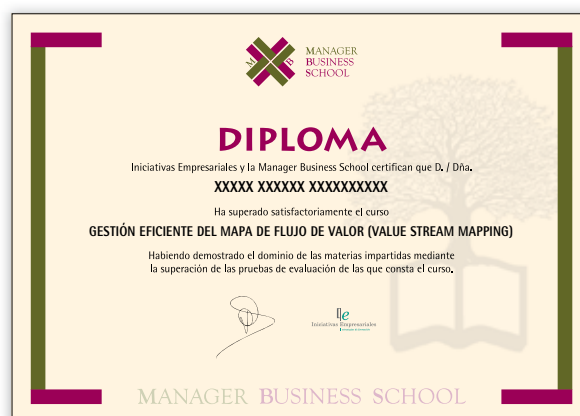 M B
MANAGER
BUSINESS
SCHOOL
DIPLOMA
Iniciativas Empresariales y la Manager Business School certifican que D. / Dña.
XXXXX XXXXXX XXXXXXXXXX
Ha superado satisfactoriamente el curso
GESTIÓN EFICIENTE DEL MAPA DE FLUJO DE VALOR (VALUE STREAM MAPPING)
Habiendo demostrado el dominio de las materias impartidas mediante
la superación de las pruebas de evaluación de las que consta el curso.
Iniciativas Empresariales
MANAGER BUSINESS SCHOOL